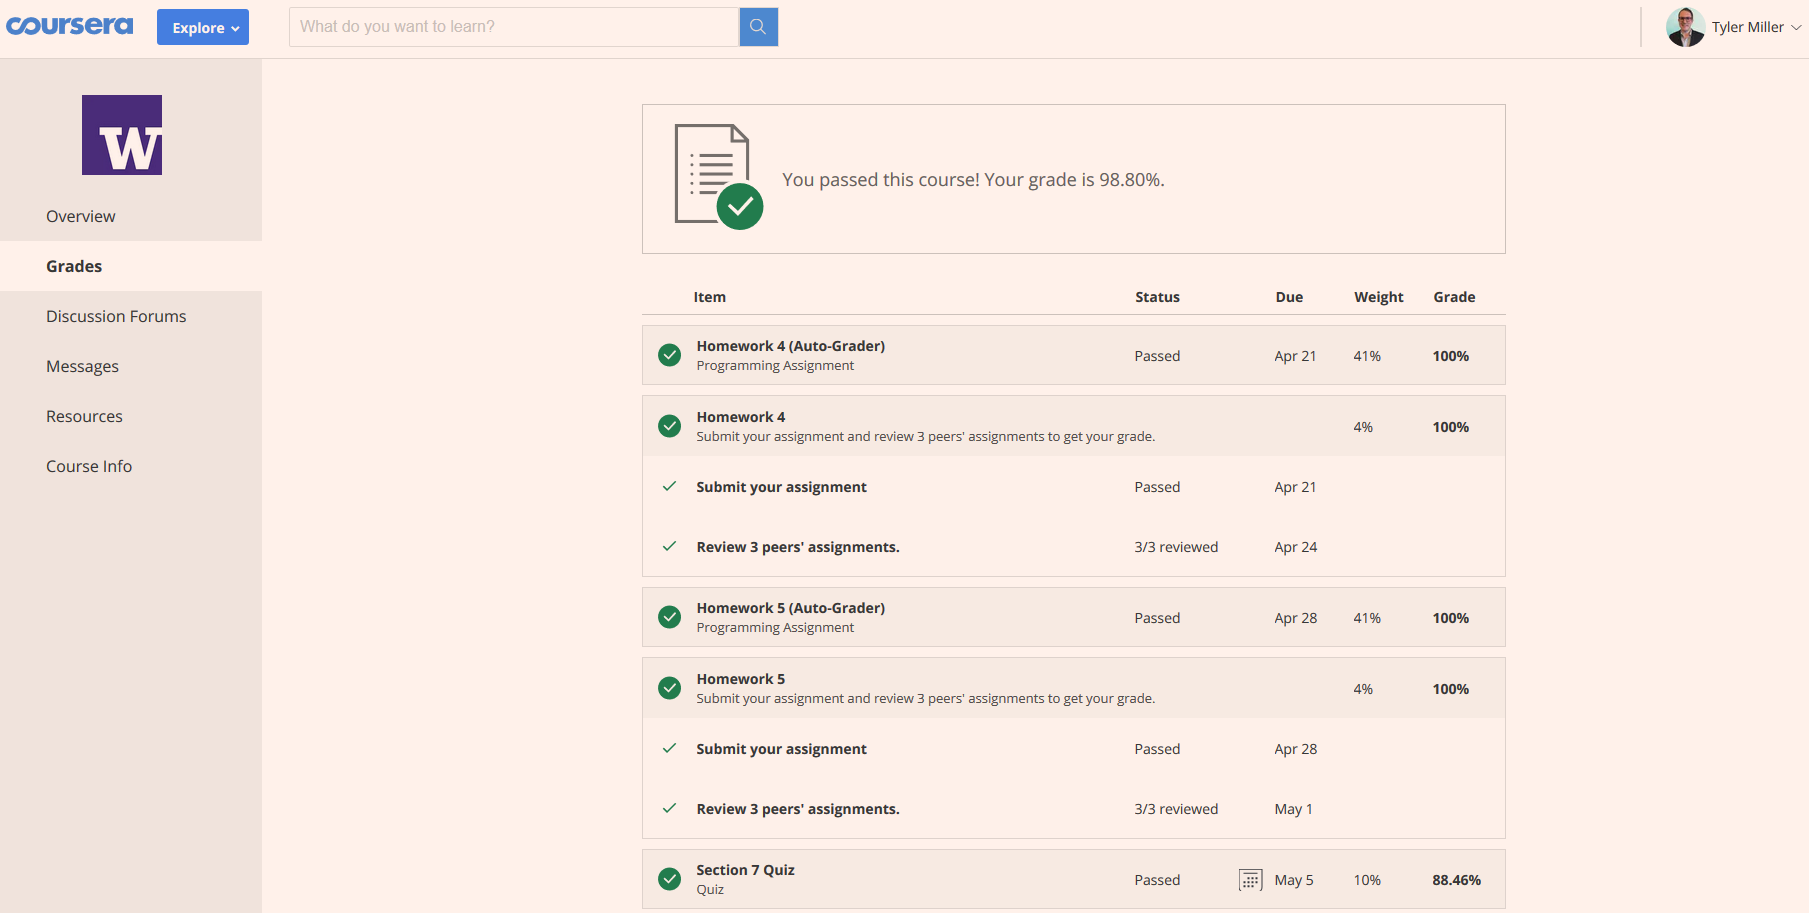 coursera
Explore
What do you want to learn?
Tyler Miller
W
Overview
Grades
Discussion Forums
Messages
Resources
Course Info
You passed this course! Your grade is 98.80%.
Item Status Due Weight Grade
Homework 4 (Auto-Grader)
Programming Assignment
Passed Apr 21 41% 100%
Homework 4
Submit your assignment and review 3 peers' assignments to get your grade.
4% 100%
Submit your assignment Passed Apr 21
Review 3 peers' assignments. 3/3 reviewed Apr 24
Homework 5 (Auto-Grader)
Programming Assignment
Passed Apr 28 41% 100%
Homework 5
Submit your assignment and review 3 peers' assignments to get your grade.
4% 100%
Submit your assignment Passed Apr 28
Review 3 peers' assignments. 3/3 reviewed May 1
Section 7 Quiz
Quiz
Passed May 5 10% 88.46%